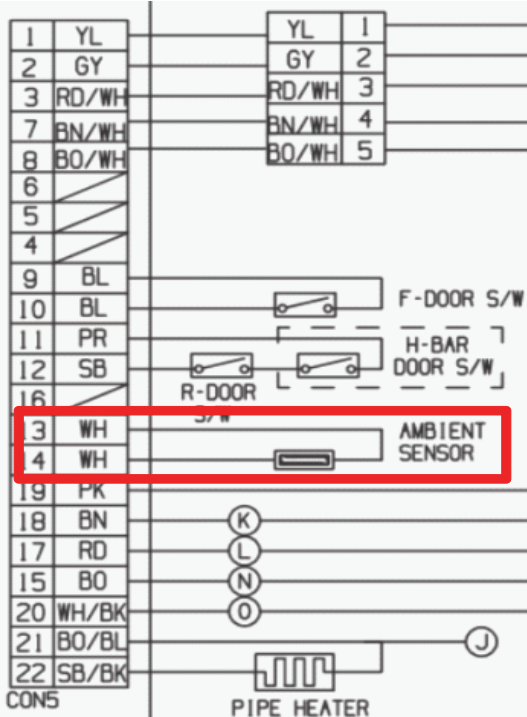 1 YL YL 1
2 GY GY 2
3 RD/WH RD/WH 3
7 BN/WH BN/WH 4
8 BO/WH BO/WH 5
6
5
4
9 BL
10 BL F-DOOR S/W
11 PR H-BAR
12 SB DOOR S/W
16 R-DOOR
S/W
13 WH AMBIENT
14 WH SENSOR
19 PK
18 BN K
17 RD L
15 BO N
20 WH/BK O
21 BO/BL J
22 SB/BK
CON5
PIPE HEATER